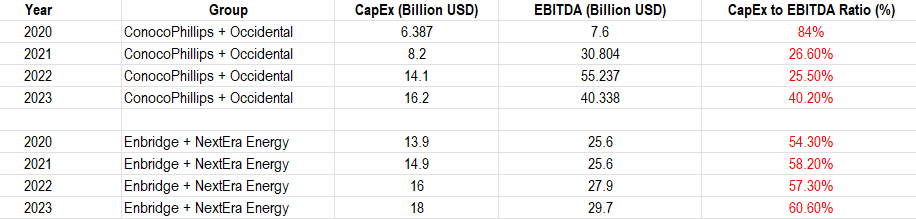 Year Group CapEx (Billion USD) EBITDA (Billion USD) CapEx to EBITDA Ratio (%)
2020 ConocoPhillips + Occidental 6.387 7.6 84%
2021 ConocoPhillips + Occidental 8.2 30.804 26.60%
2022 ConocoPhillips + Occidental 14.1 55.237 25.50%
2023 ConocoPhillips + Occidental 16.2 40.338 40.20%
2020 Enbridge + NextEra Energy 13.9 25.6 54.30%
2021 Enbridge + NextEra Energy 14.9 25.6 58.20%
2022 Enbridge + NextEra Energy 16 27.9 57.30%
2023 Enbridge + NextEra Energy 18 29.7 60.60%